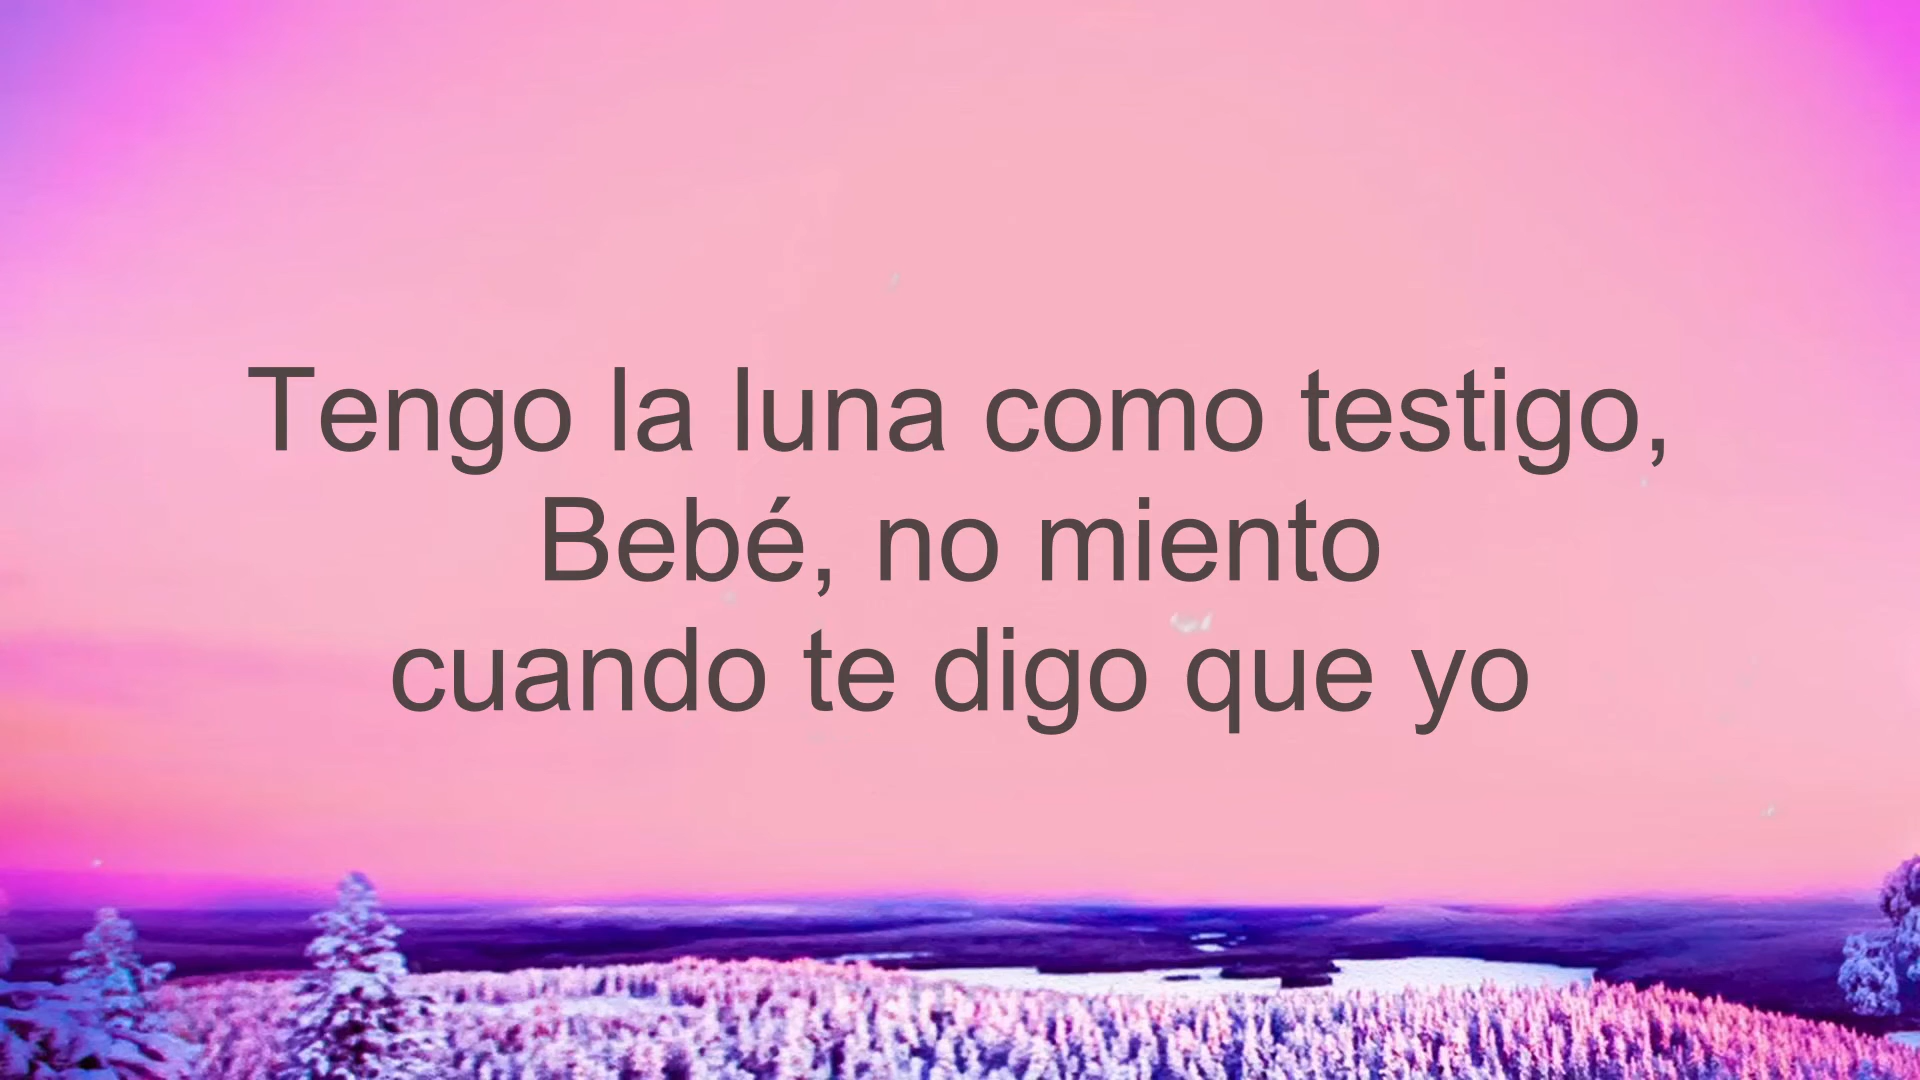 Tengo la luna como testigo,
Bebé, no miento
cuando te digo que yo